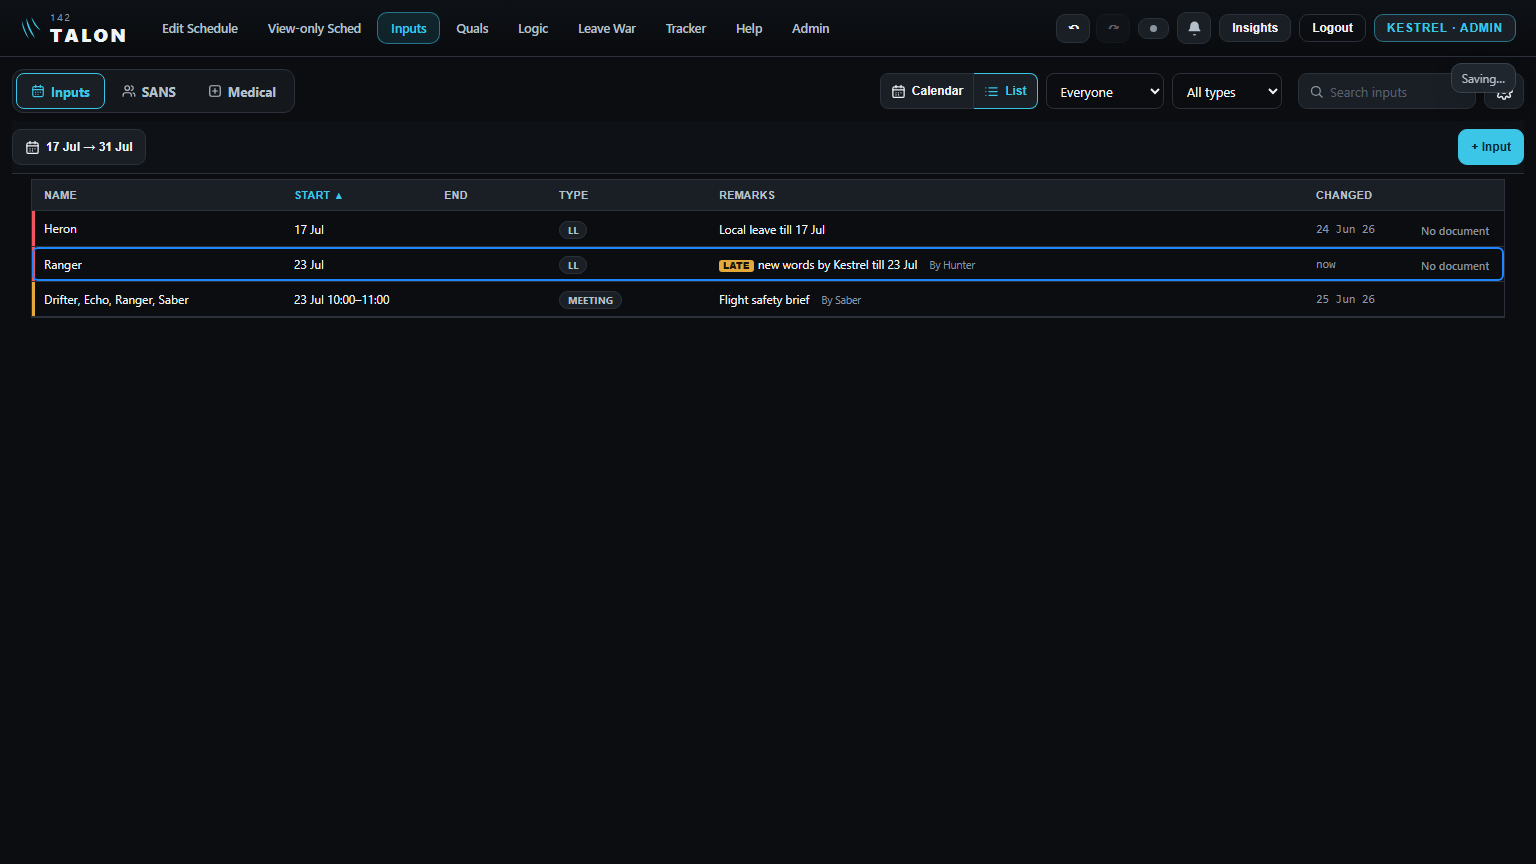 142
TALON
Edit Schedule
View-only Sched
Inputs
Quals
Logic
Leave War
Tracker
Help
Admin
Insights
Logout
KESTREL · ADMIN
Inputs
SANS
Medical
Calendar
List
Everyone
All types
Search inputs
Saving...
17 Jul → 31 Jul
+ Input
NAME START ▲ END TYPE REMARKS CHANGED
Heron 17 Jul LL Local leave till 17 Jul 24 Jun 26 No document
Ranger 23 Jul LL LATE new words by Kestrel till 23 Jul By Hunter now No document
Drifter, Echo, Ranger, Saber 23 Jul 10:00–11:00 MEETING Flight safety brief By Saber 25 Jun 26